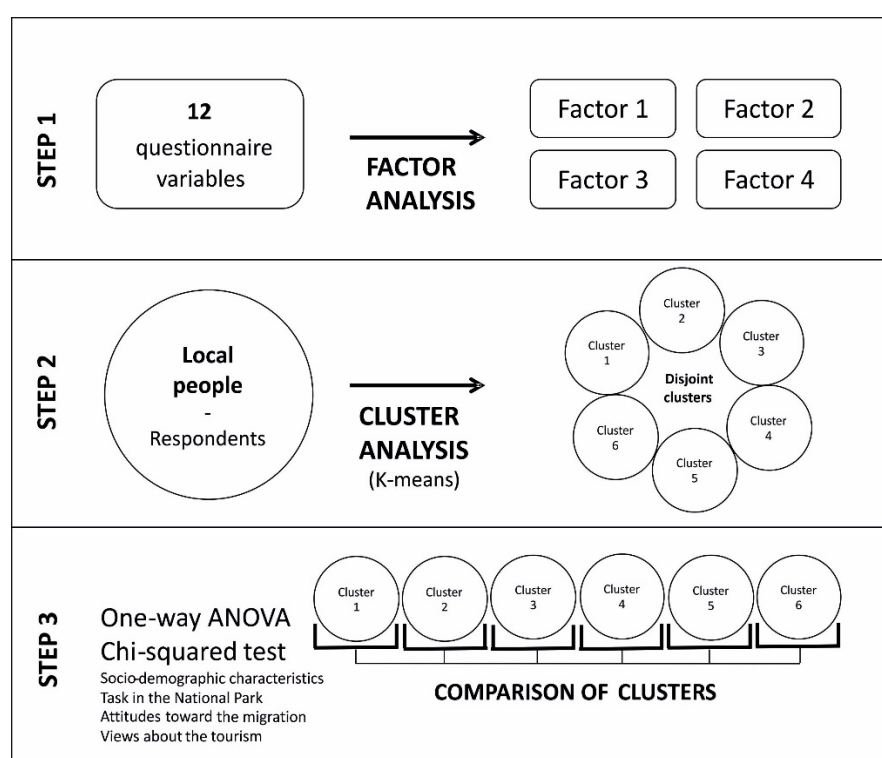 STEP 1
12
questionnaire
variables
FACTOR
ANALYSIS
Factor 1
Factor 2
Factor 3
Factor 4
STEP 2
Local
people
-
Respondents
CLUSTER
ANALYSIS
(K-means)
Cluster
1
Cluster
2
Cluster
3
Cluster
4
Cluster
5
Cluster
6
Disjoint
clusters
STEP 3
One-way ANOVA
Chi-squared test
Socio-demographic characteristics
Task in the National Park
Attitudes toward the migration
Views about the tourism
Cluster
1
Cluster
2
Cluster
3
Cluster
4
Cluster
5
Cluster
6
COMPARISON OF CLUSTERS